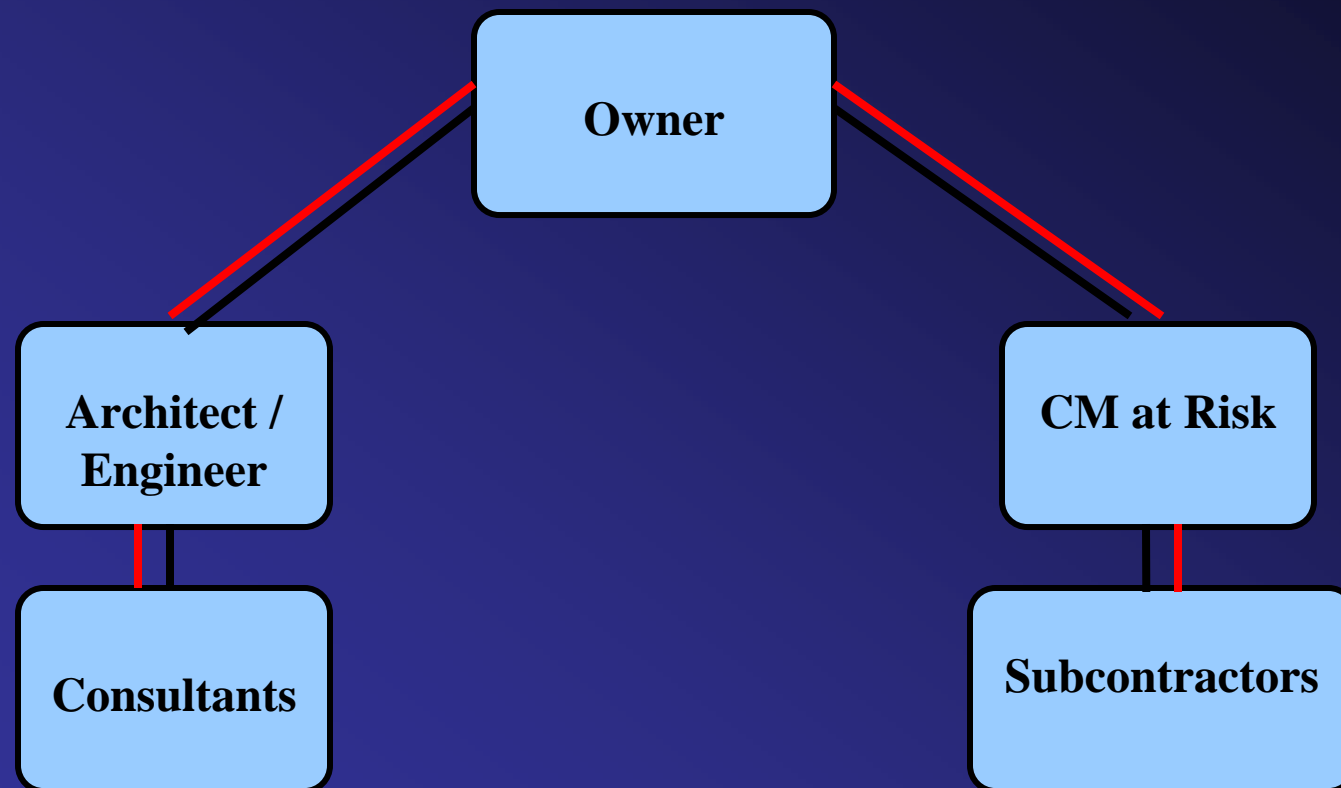 Owner
Architect /
Engineer
CM at Risk
Consultants
Subcontractors